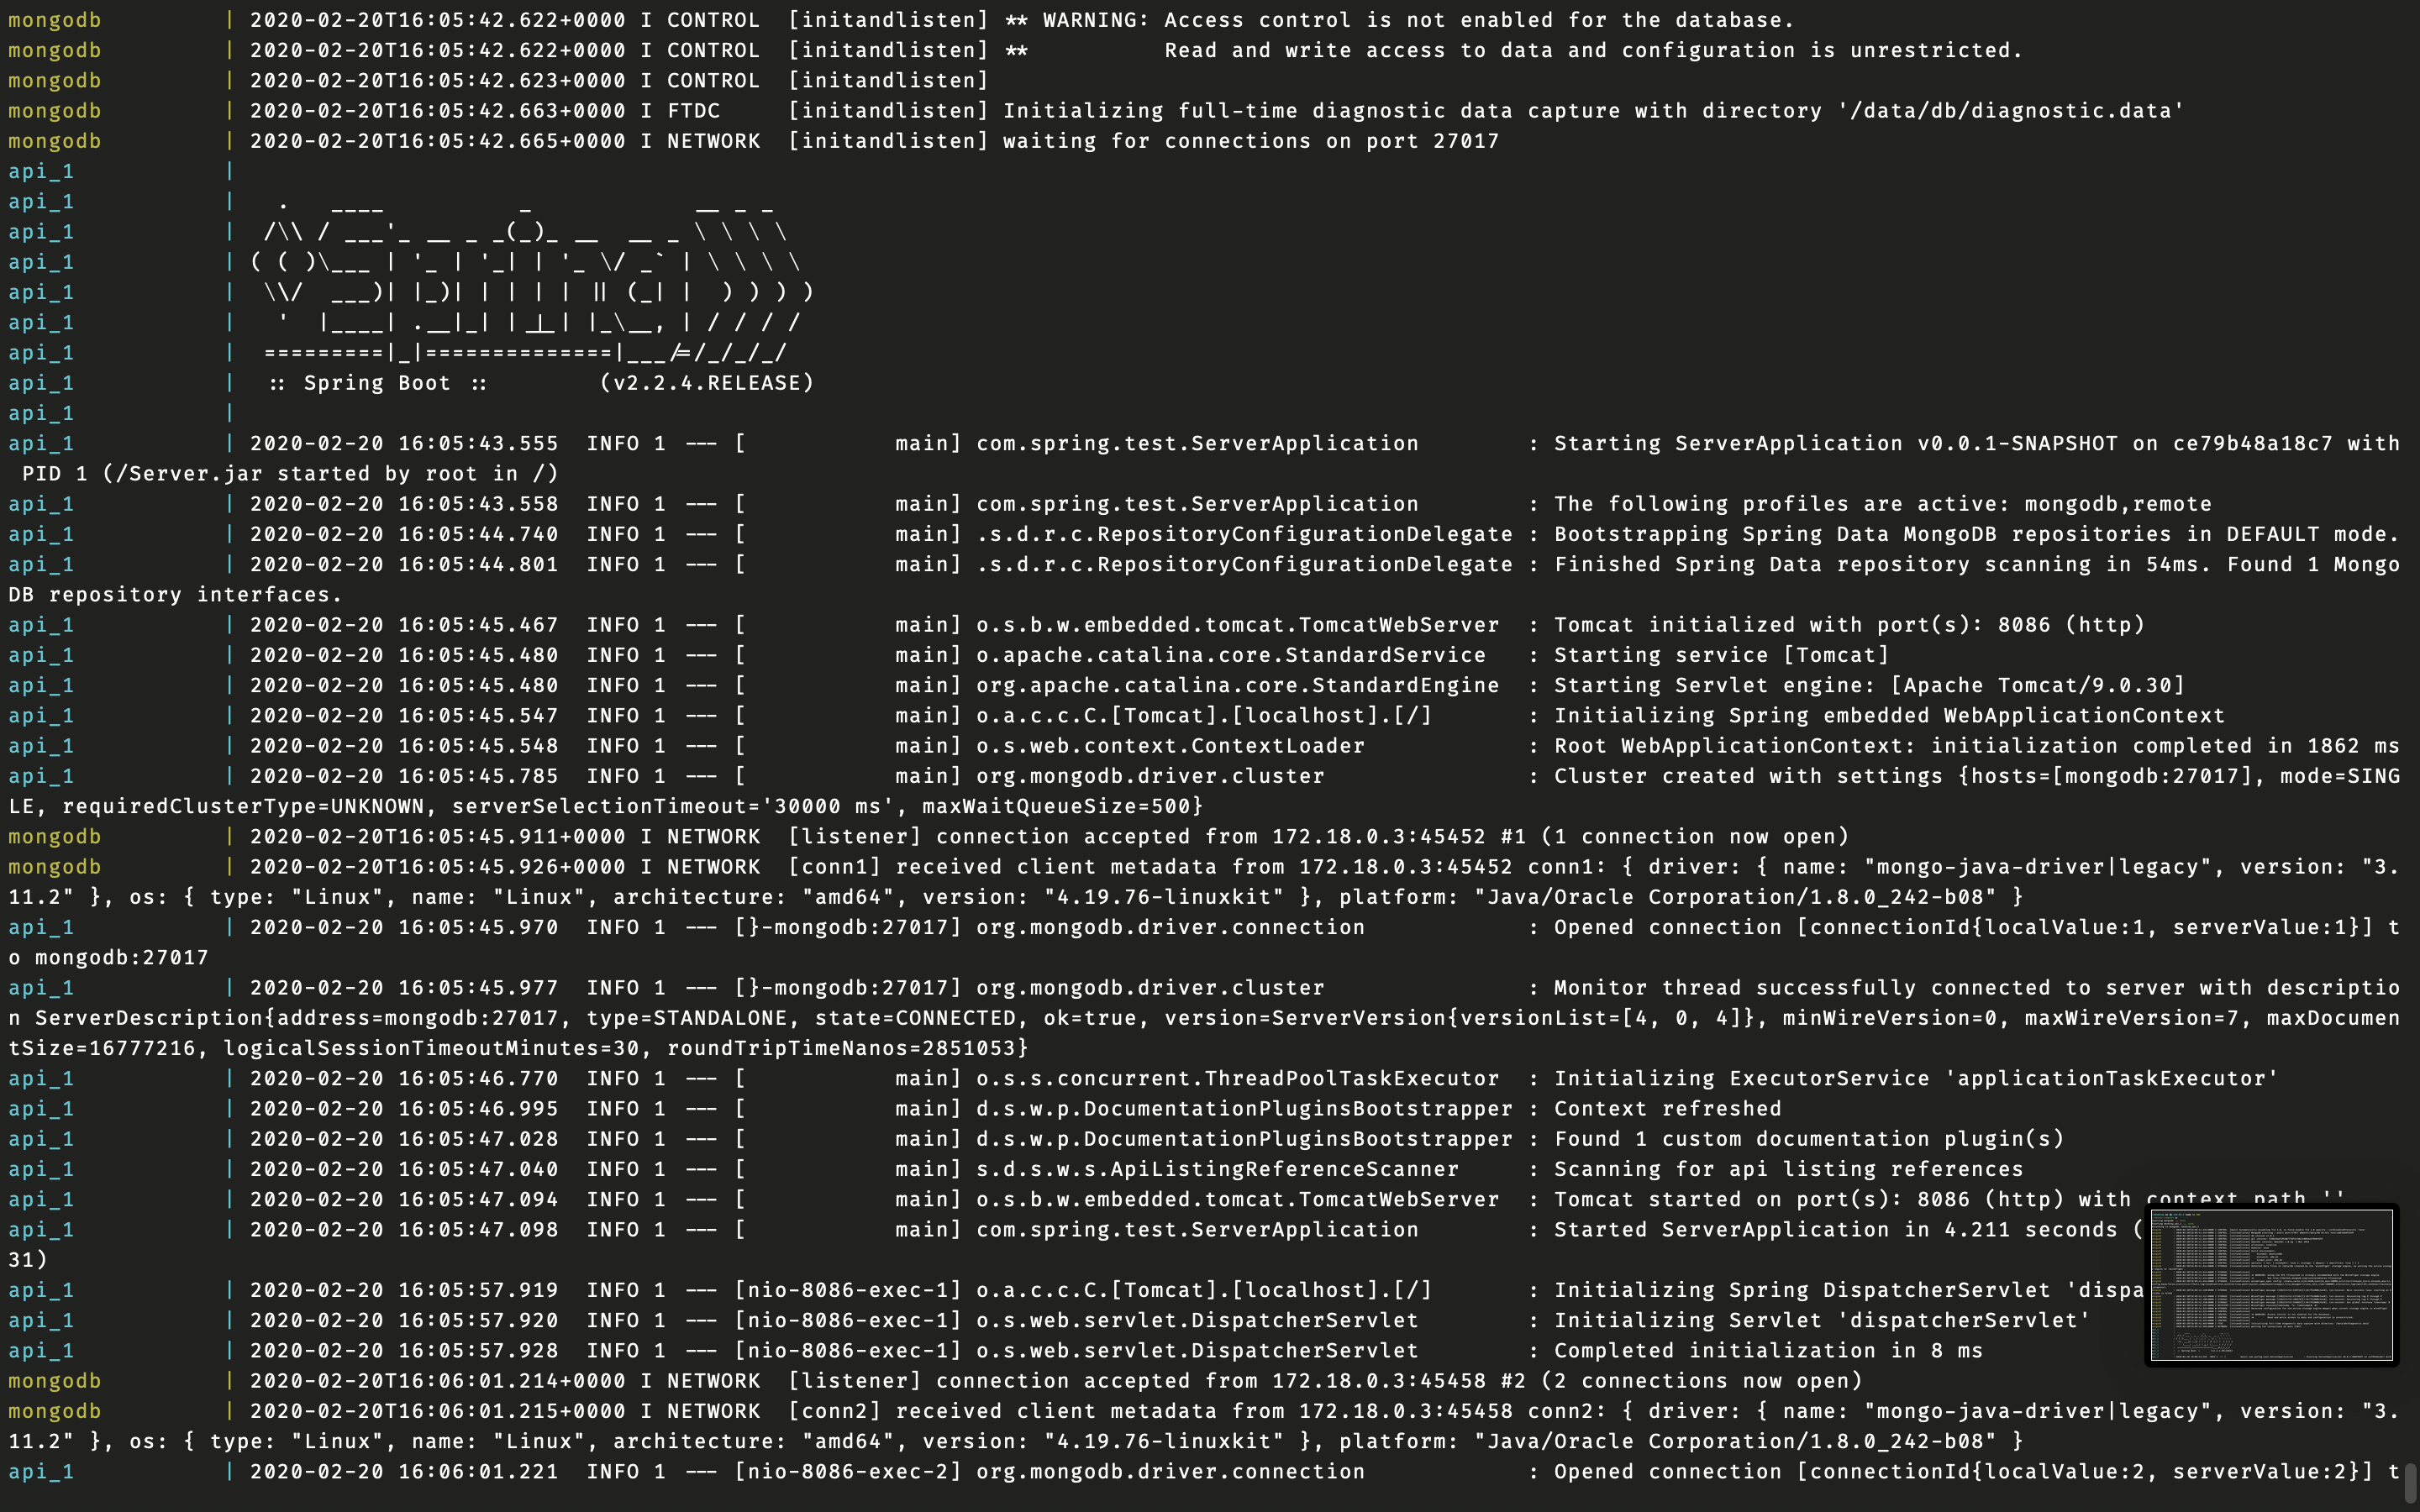 mongodb | 2020-02-20T16:05:42.622+0000 I CONTROL  [initandlisten] ** WARNING: Access control is not enabled for the database.
mongodb | 2020-02-20T16:05:42.622+0000 I CONTROL  [initandlisten] **          Read and write access to data and configuration is unrestricted.
mongodb | 2020-02-20T16:05:42.623+0000 I CONTROL  [initandlisten]
mongodb | 2020-02-20T16:05:42.663+0000 I FTDC     [initandlisten] Initializing full-time diagnostic data capture with directory '/data/db/diagnostic.data'
mongodb | 2020-02-20T16:05:42.665+0000 I NETWORK  [initandlisten] waiting for connections on port 27017
api_1 |
api_1 |   .   ____          _            __ _ _
api_1 |  /\\ / ___'_ __ _ _(_)_ __  __ _ \ \ \ \
api_1 | ( ( )\___ | '_ | '_| | '_ \/ _` | \ \ \ \
api_1 |  \\/  ___)| |_)| | | | | || (_| |  ) ) ) )
api_1 |   '  |____| .__|_| |_|_| |_\__, | / / / /
api_1 |  =========|_|==============|___/=/_/_/_/
api_1 |  :: Spring Boot ::        (v2.2.4.RELEASE)
api_1 |
api_1 | 2020-02-20 16:05:43.555  INFO 1 --- [           main] com.spring.test.ServerApplication        : Starting ServerApplication v0.0.1-SNAPSHOT on ce79b48a18c7 with
PID 1 (/Server.jar started by root in /)
api_1 | 2020-02-20 16:05:43.558  INFO 1 --- [           main] com.spring.test.ServerApplication        : The following profiles are active: mongodb,remote
api_1 | 2020-02-20 16:05:44.740  INFO 1 --- [           main] .s.d.r.c.RepositoryConfigurationDelegate : Bootstrapping Spring Data MongoDB repositories in DEFAULT mode.
api_1 | 2020-02-20 16:05:44.801  INFO 1 --- [           main] .s.d.r.c.RepositoryConfigurationDelegate : Finished Spring Data repository scanning in 54ms. Found 1 Mongo
DB repository interfaces.
api_1 | 2020-02-20 16:05:45.467  INFO 1 --- [           main] o.s.b.w.embedded.tomcat.TomcatWebServer  : Tomcat initialized with port(s): 8086 (http)
api_1 | 2020-02-20 16:05:45.480  INFO 1 --- [           main] o.apache.catalina.core.StandardService   : Starting service [Tomcat]
api_1 | 2020-02-20 16:05:45.480  INFO 1 --- [           main] org.apache.catalina.core.StandardEngine  : Starting Servlet engine: [Apache Tomcat/9.0.30]
api_1 | 2020-02-20 16:05:45.547  INFO 1 --- [           main] o.a.c.c.C.[Tomcat].[localhost].[/]       : Initializing Spring embedded WebApplicationContext
api_1 | 2020-02-20 16:05:45.548  INFO 1 --- [           main] o.s.web.context.ContextLoader            : Root WebApplicationContext: initialization completed in 1862 ms
api_1 | 2020-02-20 16:05:45.785  INFO 1 --- [           main] org.mongodb.driver.cluster               : Cluster created with settings {hosts=[mongodb:27017], mode=SING
LE, requiredClusterType=UNKNOWN, serverSelectionTimeout='30000 ms', maxWaitQueueSize=500}
mongodb | 2020-02-20T16:05:45.911+0000 I NETWORK  [listener] connection accepted from 172.18.0.3:45452 #1 (1 connection now open)
mongodb | 2020-02-20T16:05:45.926+0000 I NETWORK  [conn1] received client metadata from 172.18.0.3:45452 conn1: { driver: { name: "mongo-java-driver|legacy", version: "3.
11.2" }, os: { type: "Linux", name: "Linux", architecture: "amd64", version: "4.19.76-linuxkit" }, platform: "Java/Oracle Corporation/1.8.0_242-b08" }
api_1 | 2020-02-20 16:05:45.970  INFO 1 --- [}-mongodb:27017] org.mongodb.driver.connection            : Opened connection [connectionId{localValue:1, serverValue:1}] t
o mongodb:27017
api_1 | 2020-02-20 16:05:45.977  INFO 1 --- [}-mongodb:27017] org.mongodb.driver.cluster               : Monitor thread successfully connected to server with descriptio
n ServerDescription{address=mongodb:27017, type=STANDALONE, state=CONNECTED, ok=true, version=ServerVersion{versionList=[4, 0, 4]}, minWireVersion=0, maxWireVersion=7, maxDocumen
tSize=16777216, logicalSessionTimeoutMinutes=30, roundTripTimeNanos=2851053}
api_1 | 2020-02-20 16:05:46.770  INFO 1 --- [           main] o.s.s.concurrent.ThreadPoolTaskExecutor  : Initializing ExecutorService 'applicationTaskExecutor'
api_1 | 2020-02-20 16:05:46.995  INFO 1 --- [           main] d.s.w.p.DocumentationPluginsBootstrapper : Context refreshed
api_1 | 2020-02-20 16:05:47.028  INFO 1 --- [           main] d.s.w.p.DocumentationPluginsBootstrapper : Found 1 custom documentation plugin(s)
api_1 | 2020-02-20 16:05:47.040  INFO 1 --- [           main] s.d.s.w.s.ApiListingReferenceScanner     : Scanning for api listing references
api_1 | 2020-02-20 16:05:47.094  INFO 1 --- [           main] o.s.b.w.embedded.tomcat.TomcatWebServer  : Tomcat started on port(s): 8086 (http) with context path ''
api_1 | 2020-02-20 16:05:47.098  INFO 1 --- [           main] com.spring.test.ServerApplication        : Started ServerApplication in 4.211 seconds (
31)
api_1 | 2020-02-20 16:05:57.919  INFO 1 --- [nio-8086-exec-1] o.a.c.c.C.[Tomcat].[localhost].[/]       : Initializing Spring DispatcherServlet 'dispa
api_1 | 2020-02-20 16:05:57.920  INFO 1 --- [nio-8086-exec-1] o.s.web.servlet.DispatcherServlet        : Initializing Servlet 'dispatcherServlet'
api_1 | 2020-02-20 16:05:57.928  INFO 1 --- [nio-8086-exec-1] o.s.web.servlet.DispatcherServlet        : Completed initialization in 8 ms
mongodb | 2020-02-20T16:06:01.214+0000 I NETWORK  [listener] connection accepted from 172.18.0.3:45458 #2 (2 connections now open)
mongodb | 2020-02-20T16:06:01.215+0000 I NETWORK  [conn2] received client metadata from 172.18.0.3:45458 conn2: { driver: { name: "mongo-java-driver|legacy", version: "3.
11.2" }, os: { type: "Linux", name: "Linux", architecture: "amd64", version: "4.19.76-linuxkit" }, platform: "Java/Oracle Corporation/1.8.0_242-b08" }
api_1 | 2020-02-20 16:06:01.221  INFO 1 --- [nio-8086-exec-2] org.mongodb.driver.connection            : Opened connection [connectionId{localValue:2, serverValue:2}] t